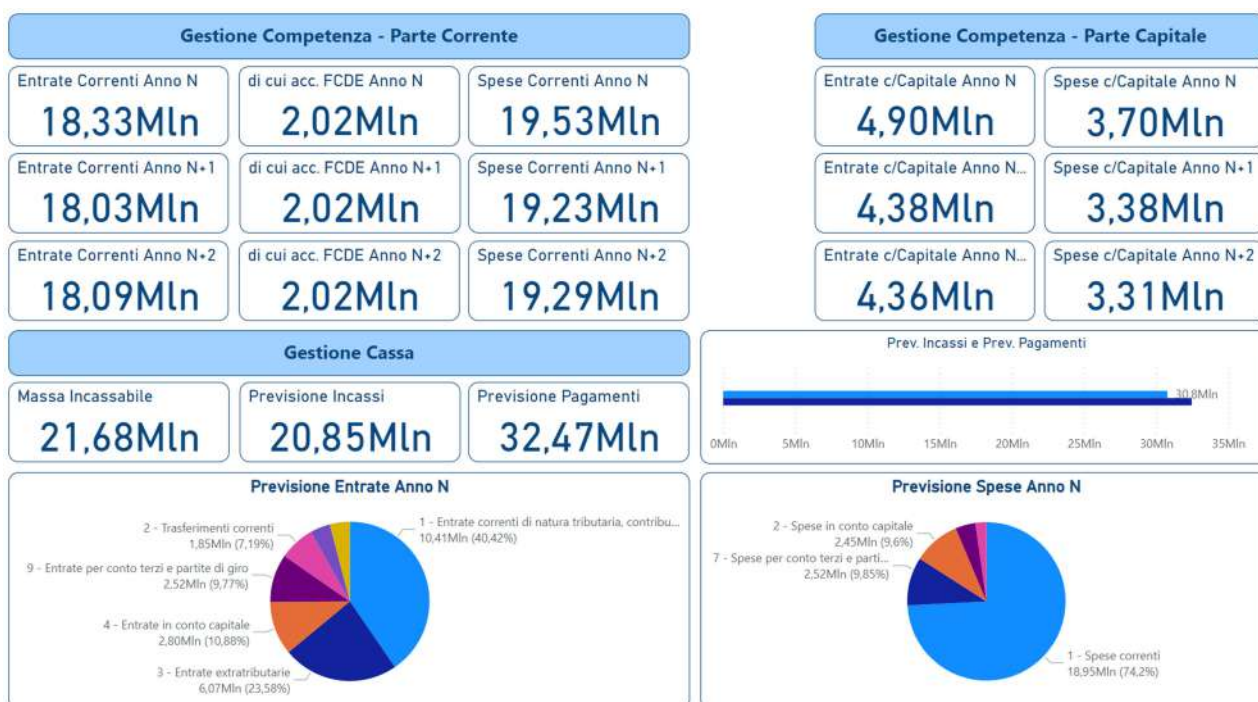 Gestione Competenza - Parte Corrente
Gestione Competenza - Parte Capitale
Entrate Correnti Anno N
18,33Mln
di cui acc. FCDE Anno N
2,02Mln
Spese Correnti Anno N
19,53Mln
Entrate c/Capitale Anno N
4,90Mln
Spese c/Capitale Anno N
3,70Mln
Entrate Correnti Anno N+1
18,03Mln
di cui acc. FCDE Anno N+1
2,02Mln
Spese Correnti Anno N+1
19,23Mln
Entrate c/Capitale Anno N...
4,38Mln
Spese c/Capitale Anno N+1
3,38Mln
Entrate Correnti Anno N+2
18,09Mln
di cui acc. FCDE Anno N+2
2,02Mln
Spese Correnti Anno N+2
19,29Mln
Entrate c/Capitale Anno N...
4,36Mln
Spese c/Capitale Anno N+2
3,31Mln
Gestione Cassa
Massa Incassabile
21,68Mln
Previsione Incassi
20,85Mln
Previsione Pagamenti
32,47Mln
Prev. Incassi e Prev. Pagamenti
30,8Mln
0Mln 5Mln 10Mln 15Mln 20Mln 25Mln 30Mln 35Mln
Previsione Entrate Anno N
2 - Trasferimenti correnti
1,85Mln (7,19%)
1 - Entrate correnti di natura tributaria, contribu...
10,41Mln (40,42%)
9 - Entrate per conto terzi e partite di giro
2,52Mln (9,77%)
4 - Entrate in conto capitale
2,80Mln (10,88%)
3 - Entrate extratributarie
6,07Mln (23,58%)
Previsione Spese Anno N
2 - Spese in conto capitale
2,45Mln (9,6%)
7 - Spese per conto terzi e parti...
2,52Mln (9,85%)
1 - Spese correnti
18,95Mln (74,2%)